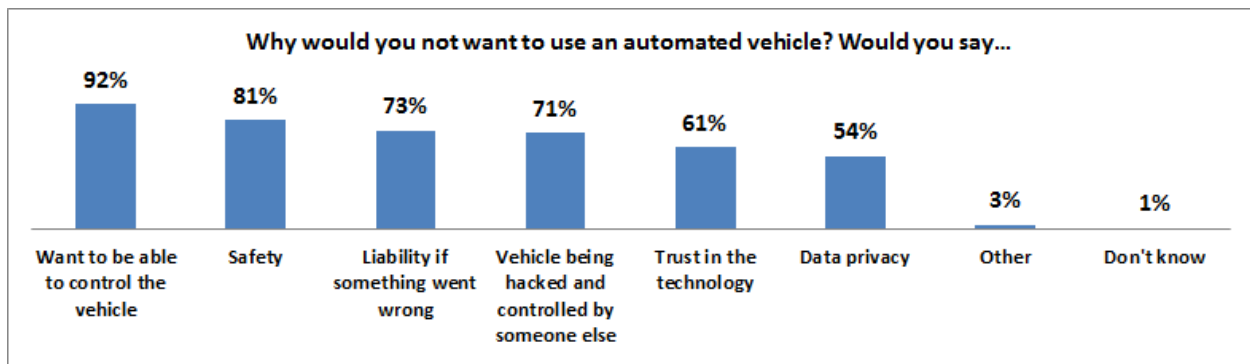 Why would you not want to use an automated vehicle? Would you say...
92%
81%
73%
71%
61%
54%
3%
1%
Want to be able
to control the
vehicle
Safety
Liability if
something went
wrong
Vehicle being
hacked and
controlled by
someone else
Trust in the
technology
Data privacy
Other
Don't know